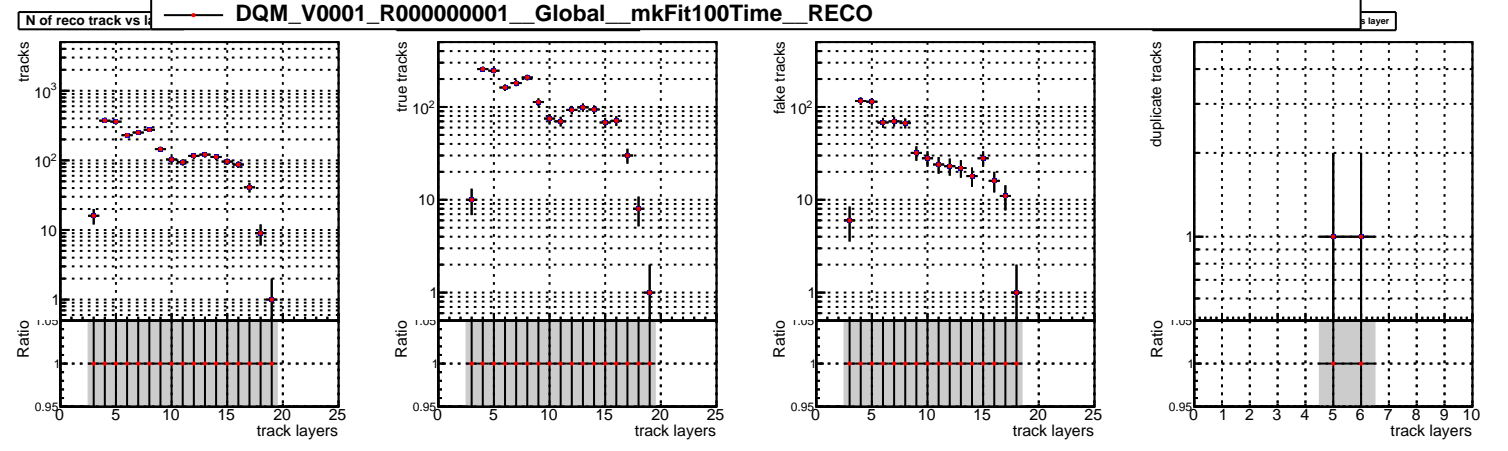 DQM_V0001_R000000001__Global__mkFit100Time__RECO
N of reco track vs la
s layer
tracks
10³
10²
10
1
Ratio
1.05
1
0.95
0 5 10 15 20 25
track layers
true tracks
10²
10
1
Ratio
1.05
1
0.95
0 5 10 15 20 25
track layers
fake tracks
10²
10
1
Ratio
1.05
1
0.95
0 5 10 15 20 25
track layers
duplicate tracks
1
Ratio
1.05
1
0.95
0 1 2 3 4 5 6 7 8 9 10
track layers